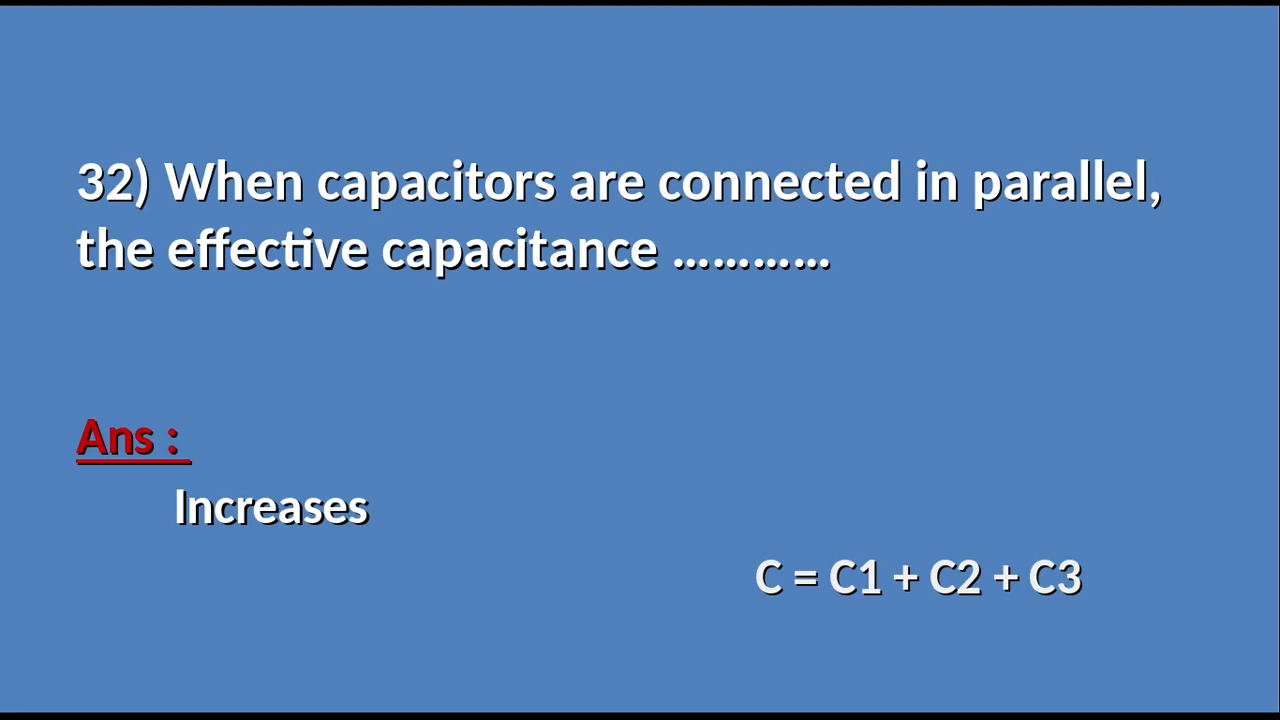 32) When capacitors are connected in parallel,
the effective capacitance …………
Ans :
Increases
C = C1 + C2 + C3